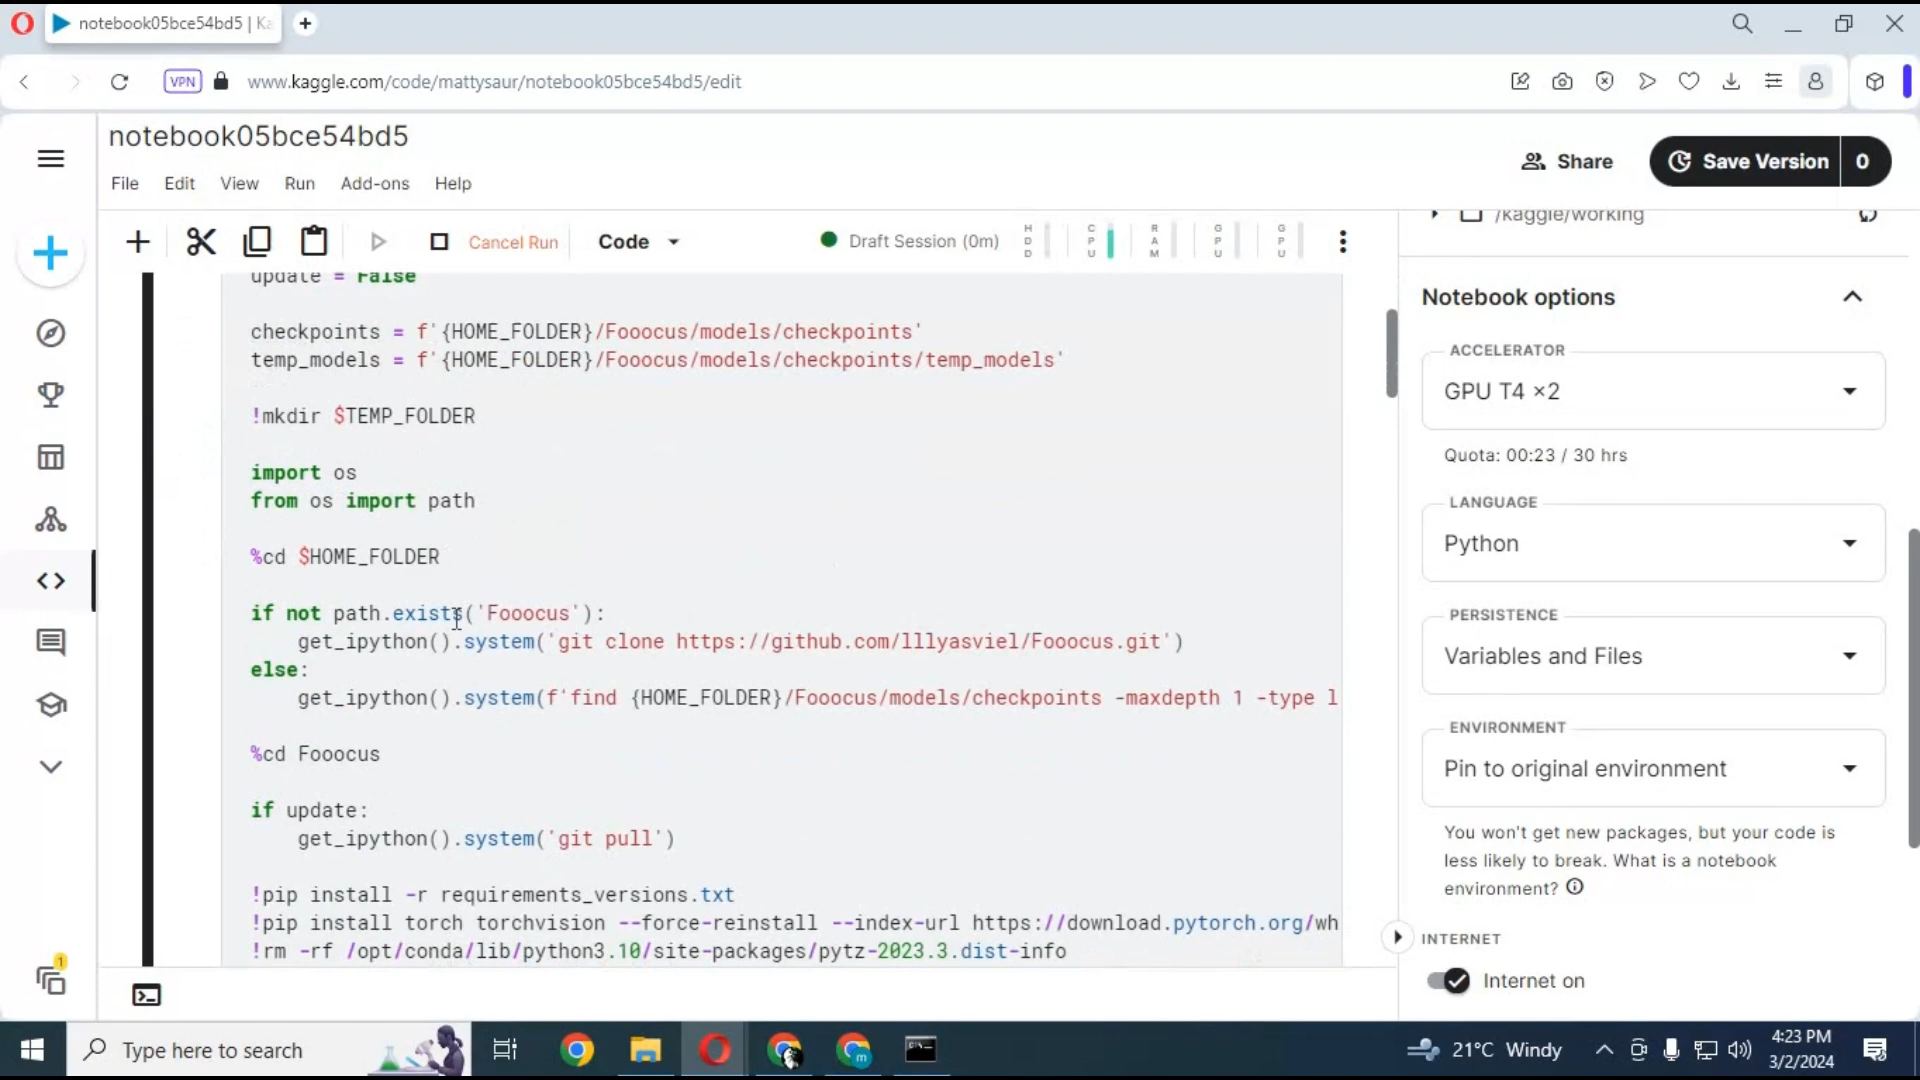 notebook05bce54bd5 | Ka
VPN
www.kaggle.com/code/mattysaur/notebook05bce54bd5/edit
notebook05bce54bd5
Share
Save Version
0
File
Edit
View
Run
Add-ons
Help
Cancel Run
Code
Draft Session (0m)
HDD
CPU
RAM
GPU
GPU
/kaggle/working
update = False
checkpoints = f'{HOME_FOLDER}/Fooocus/models/checkpoints'
temp_models = f'{HOME_FOLDER}/Fooocus/models/checkpoints/temp_models'
!mkdir $TEMP_FOLDER
import os
from os import path
%cd $HOME_FOLDER
if not path.exists('Fooocus'):
get_ipython().system('git clone https://github.com/lllyasviel/Fooocus.git')
else:
get_ipython().system(f'find {HOME_FOLDER}/Fooocus/models/checkpoints -maxdepth 1 -type l
%cd Fooocus
if update:
get_ipython().system('git pull')
!pip install -r requirements_versions.txt
!pip install torch torchvision --force-reinstall --index-url https://download.pytorch.org/wh
!rm -rf /opt/conda/lib/python3.10/site-packages/pytz-2023.3.dist-info
Notebook options
ACCELERATOR
GPU T4 ×2
Quota: 00:23 / 30 hrs
LANGUAGE
Python
PERSISTENCE
Variables and Files
ENVIRONMENT
Pin to original environment
You won't get new packages, but your code is
less likely to break. What is a notebook
environment?
INTERNET
Internet on
1
Type here to search
m
21°C Windy
4:23 PM
3/2/2024